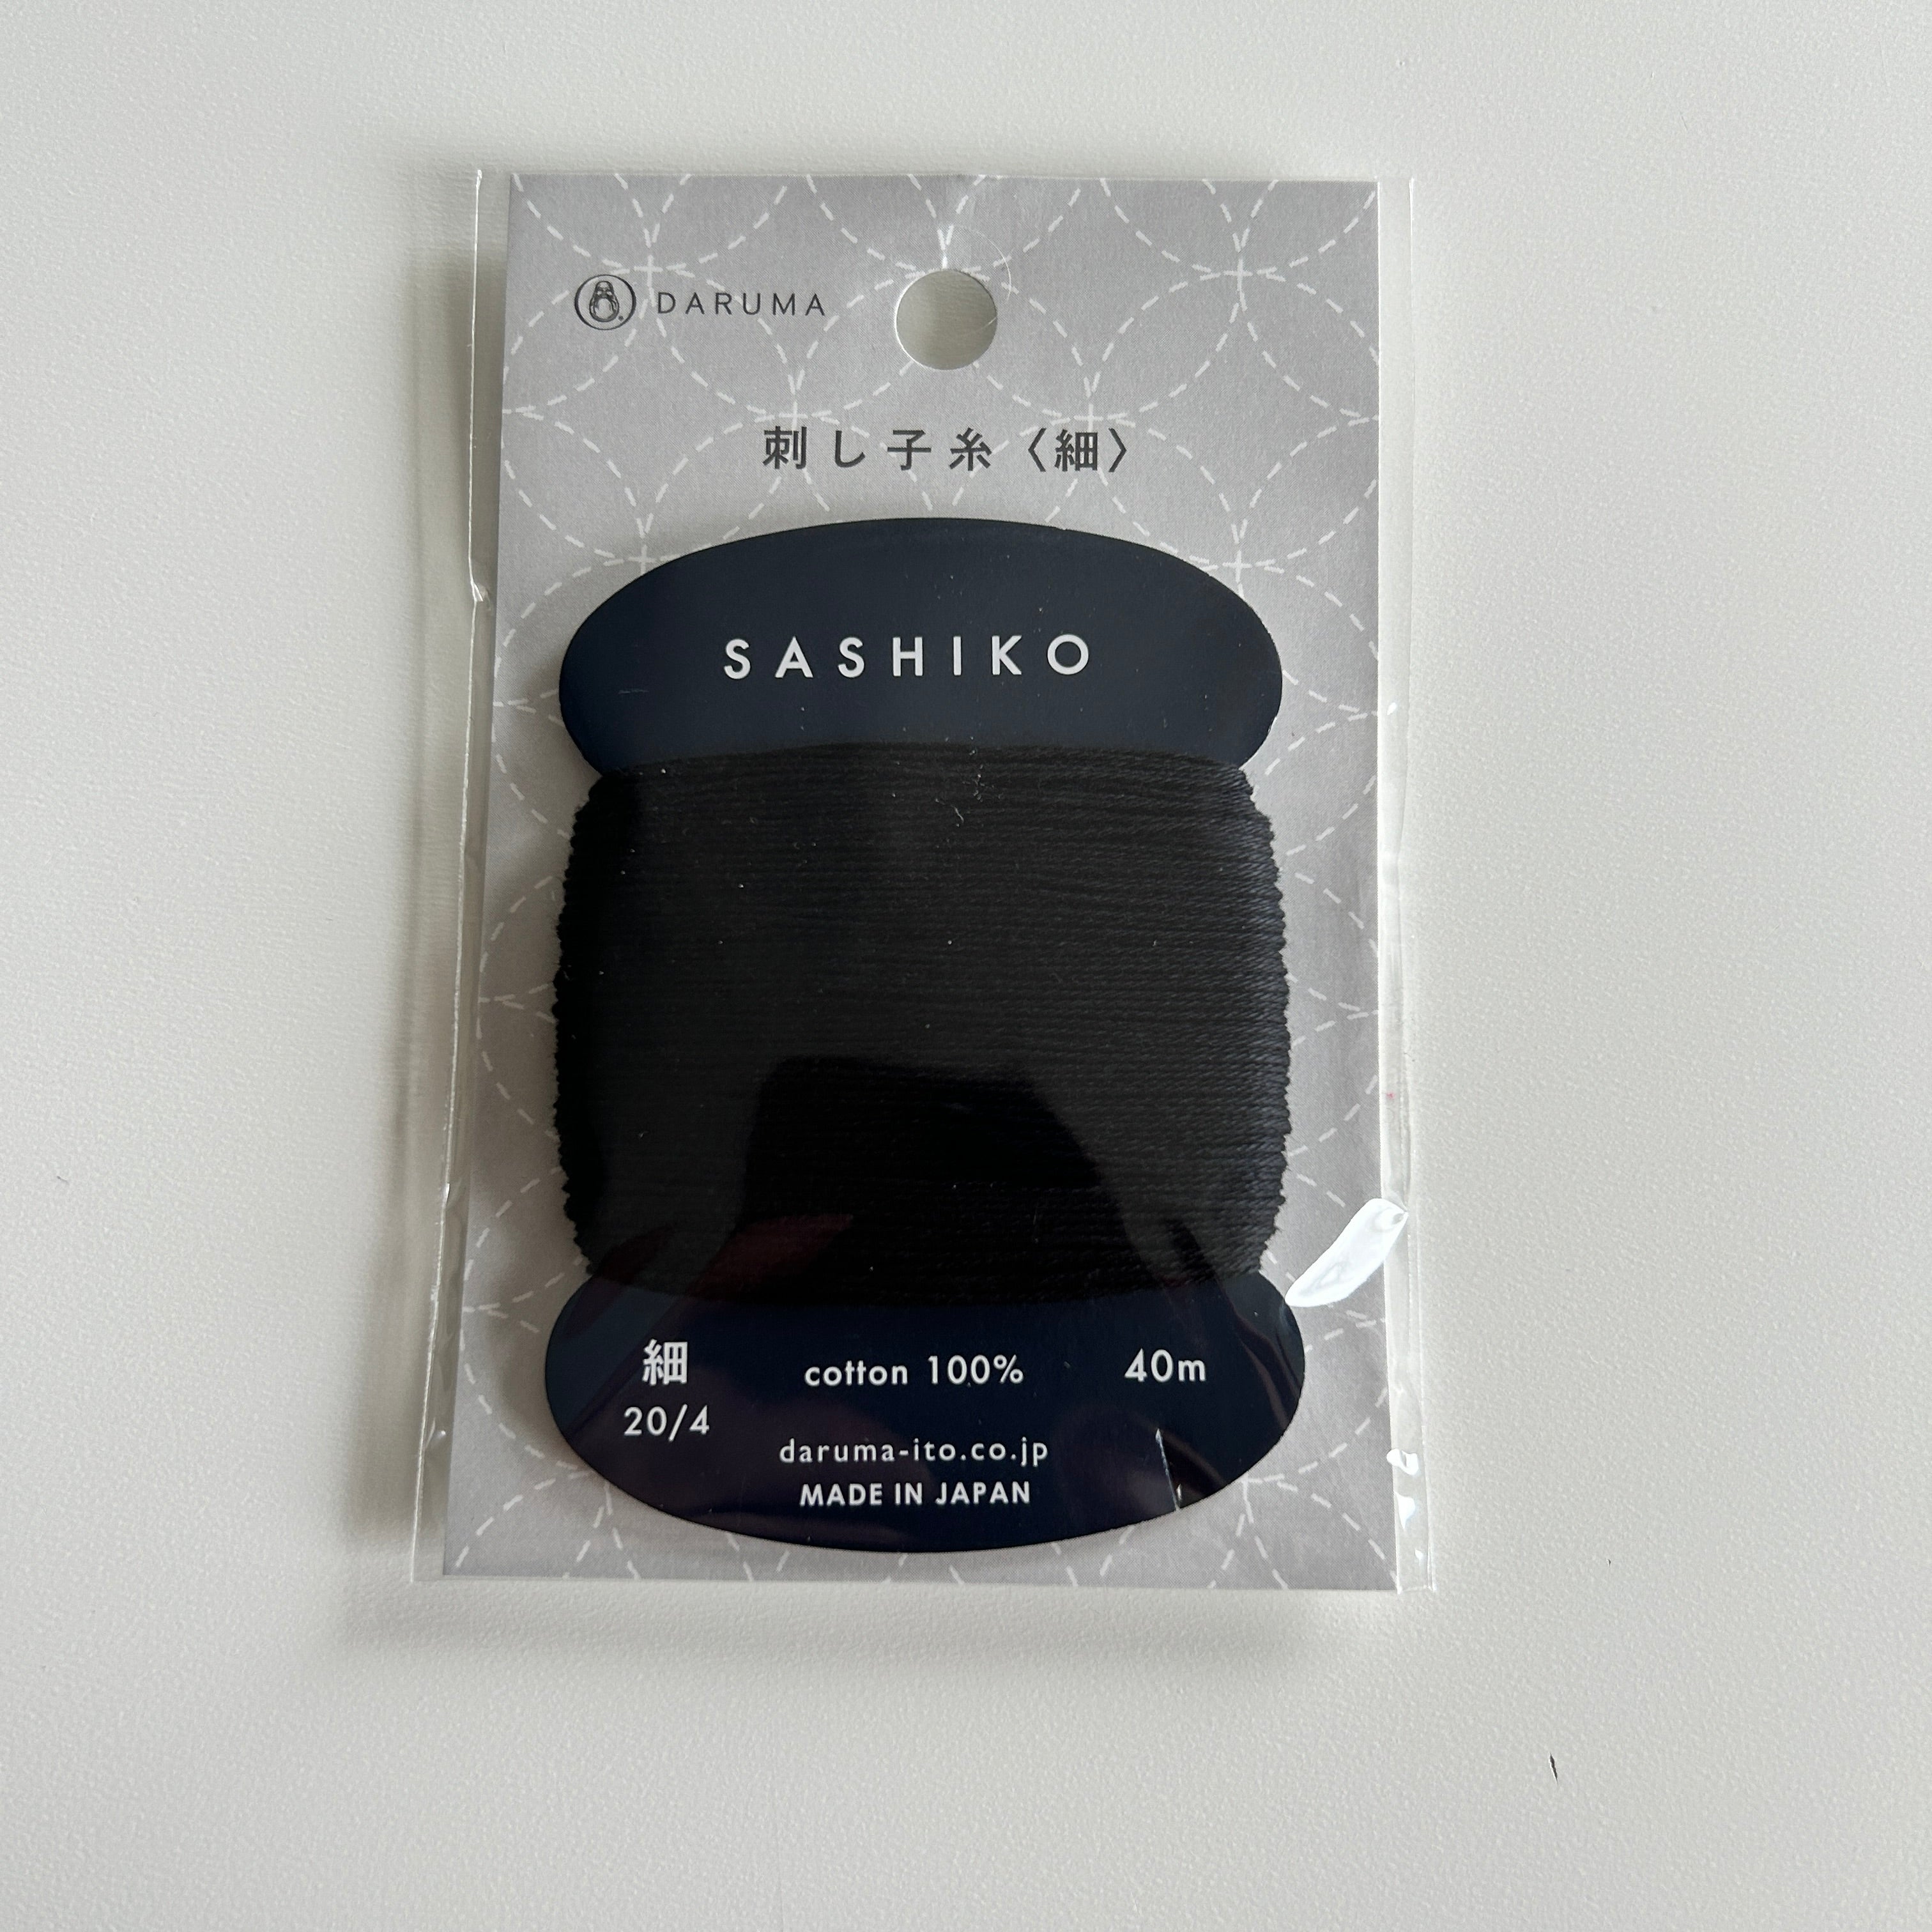 DARUMA
刺し子糸〈細〉
SASHIKO
細 cotton 100% 40m
20/4
daruma-ito.co.jp
MADE IN JAPAN